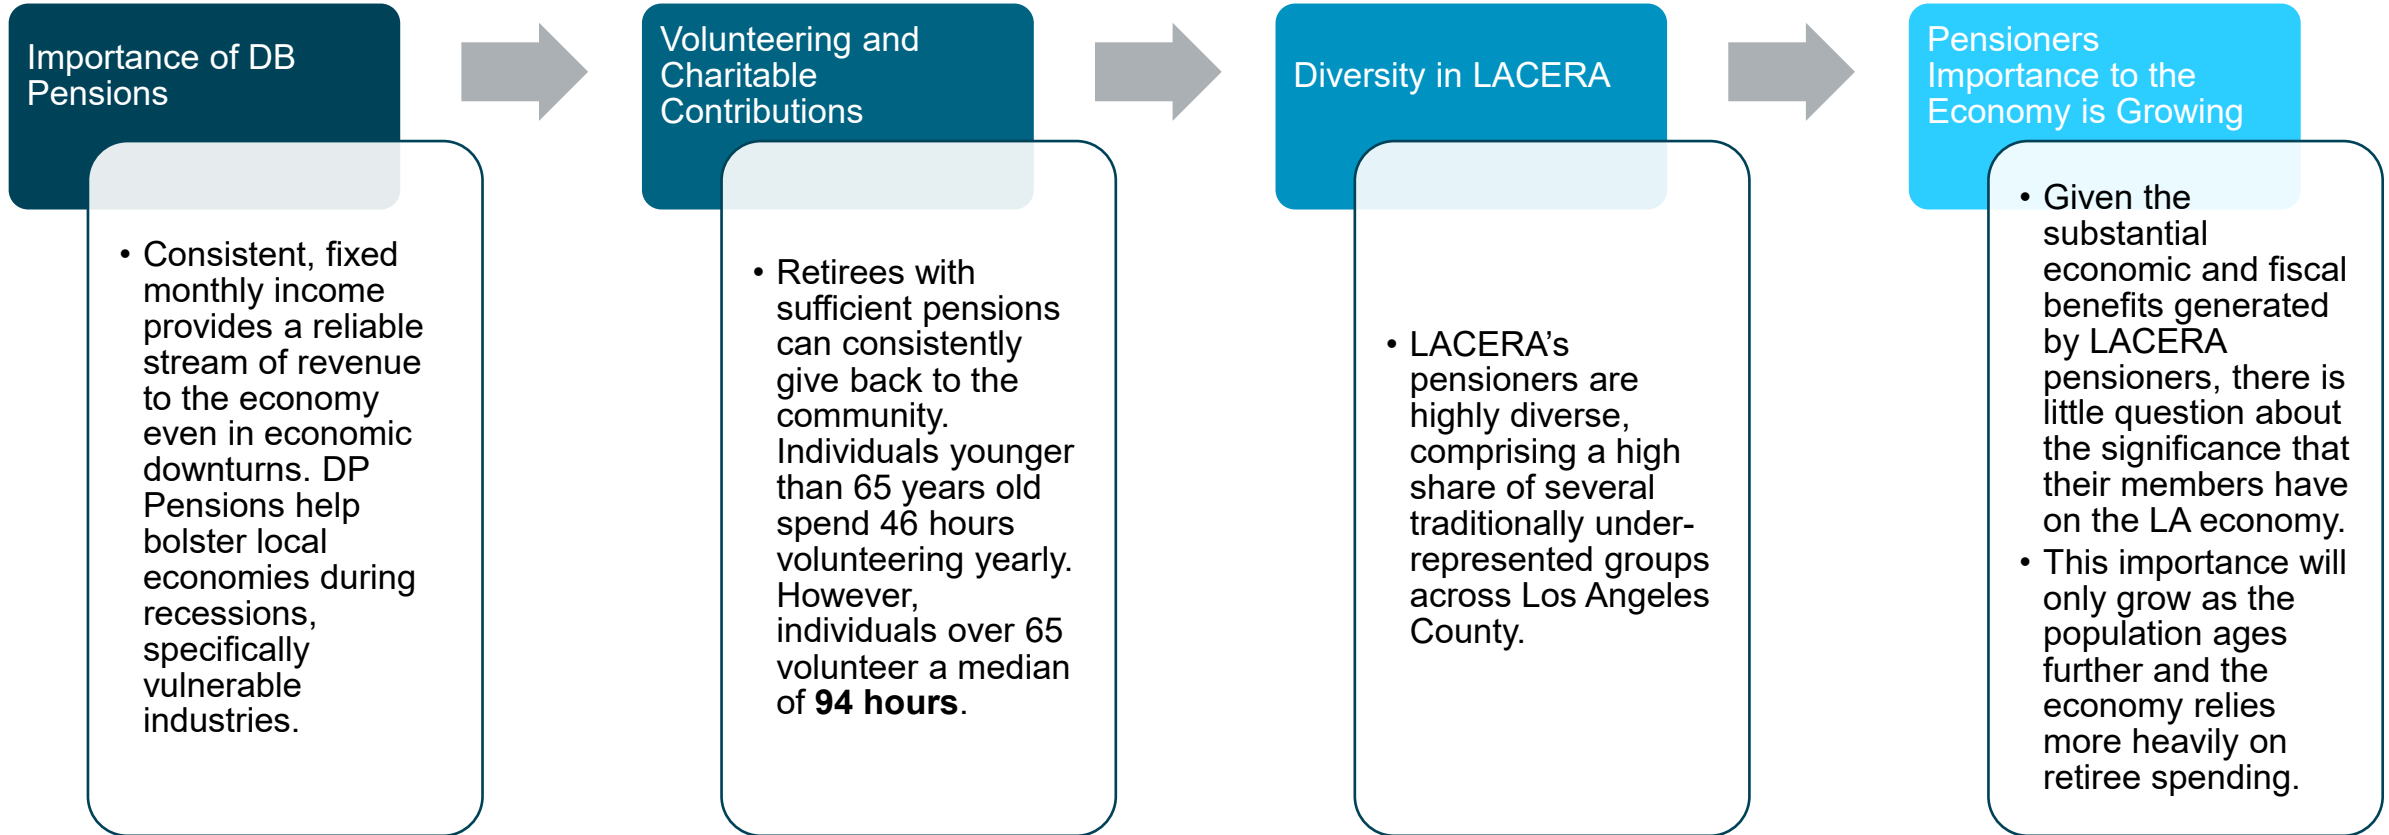 Importance of DB
Pensions
• Consistent, fixed
monthly income
provides a reliable
stream of revenue
to the economy
even in economic
downturns. DP
Pensions help
bolster local
economies during
recessions,
specifically
vulnerable
industries.
Volunteering and
Charitable
Contributions
• Retirees with
sufficient pensions
can consistently
give back to the
community.
Individuals younger
than 65 years old
spend 46 hours
volunteering yearly.
However,
individuals over 65
volunteer a median
of 94 hours.
Diversity in LACERA
• LACERA’s
pensioners are
highly diverse,
comprising a high
share of several
traditionally under-
represented groups
across Los Angeles
County.
Pensioners
Importance to the
Economy is Growing
• Given the
substantial
economic and fiscal
benefits generated
by LACERA
pensioners, there is
little question about
the significance that
their members have
on the LA economy.
• This importance will
only grow as the
population ages
further and the
economy relies
more heavily on
retiree spending.